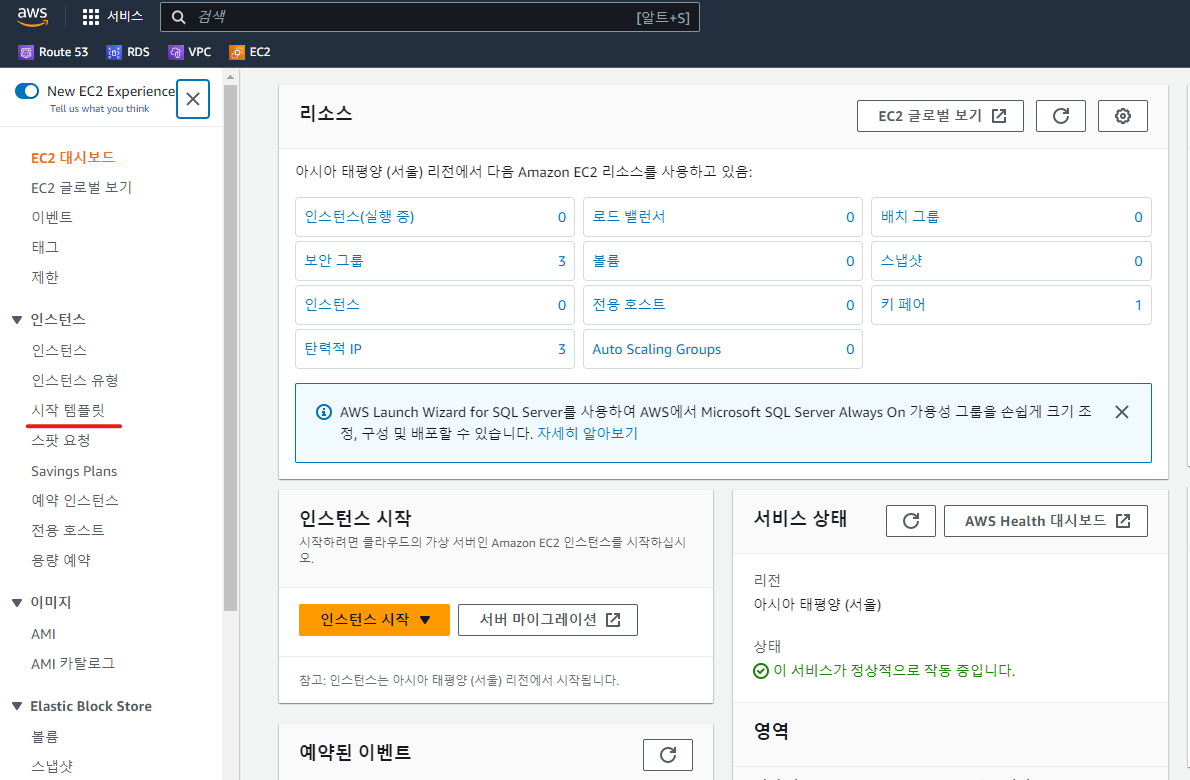 aws
서비스
검색
[알트+S]
Route 53
RDS
VPC
EC2
New EC2 Experience
Tell us what you think
EC2 대시보드
EC2 글로벌 보기
이벤트
태그
제한
인스턴스
인스턴스
인스턴스 유형
시작 템플릿
스팟 요청
Savings Plans
예약 인스턴스
전용 호스트
용량 예약
이미지
AMI
AMI 카탈로그
Elastic Block Store
볼륨
스냅샷
리소스
EC2 글로벌 보기
아시아 태평양 (서울) 리전에서 다음 Amazon EC2 리소스를 사용하고 있음:
인스턴스(실행 중) 0
로드 밸런서 0
배치 그룹 0
보안 그룹 3
볼륨 0
스냅샷 0
인스턴스 0
전용 호스트 0
키 페어 1
탄력적 IP 3
Auto Scaling Groups 0
AWS Launch Wizard for SQL Server를 사용하여 AWS에서 Microsoft SQL Server Always On 가용성 그룹을 손쉽게 크기 조
정, 구성 및 배포할 수 있습니다. 자세히 알아보기
인스턴스 시작
시작하려면 클라우드의 가상 서버인 Amazon EC2 인스턴스를 시작하십시
오.
인스턴스 시작
서버 마이그레이션
참고: 인스턴스는 아시아 태평양 (서울) 리전에서 시작됩니다.
예약된 이벤트
서비스 상태
AWS Health 대시보드
리전
아시아 태평양 (서울)
상태
이 서비스가 정상적으로 작동 중입니다.
영역